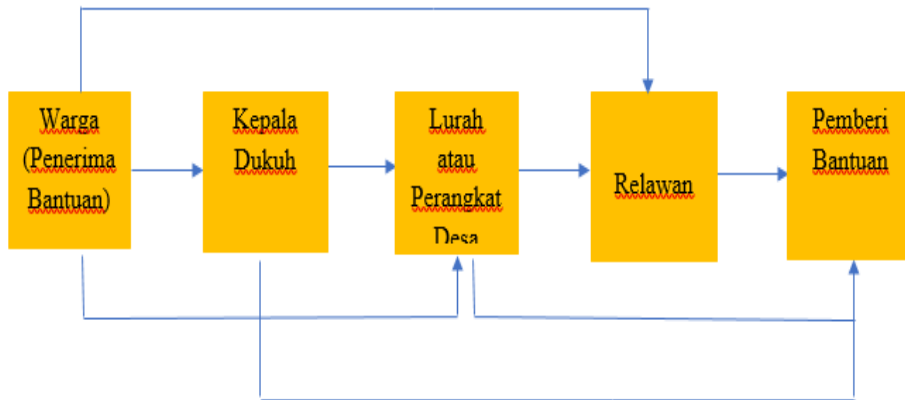 Warga
(Penerima
Bantuan)
Kepala
Dukuh
Lurah
atau
Perangkat
Desa
Relawan
Pemberi
Bantuan